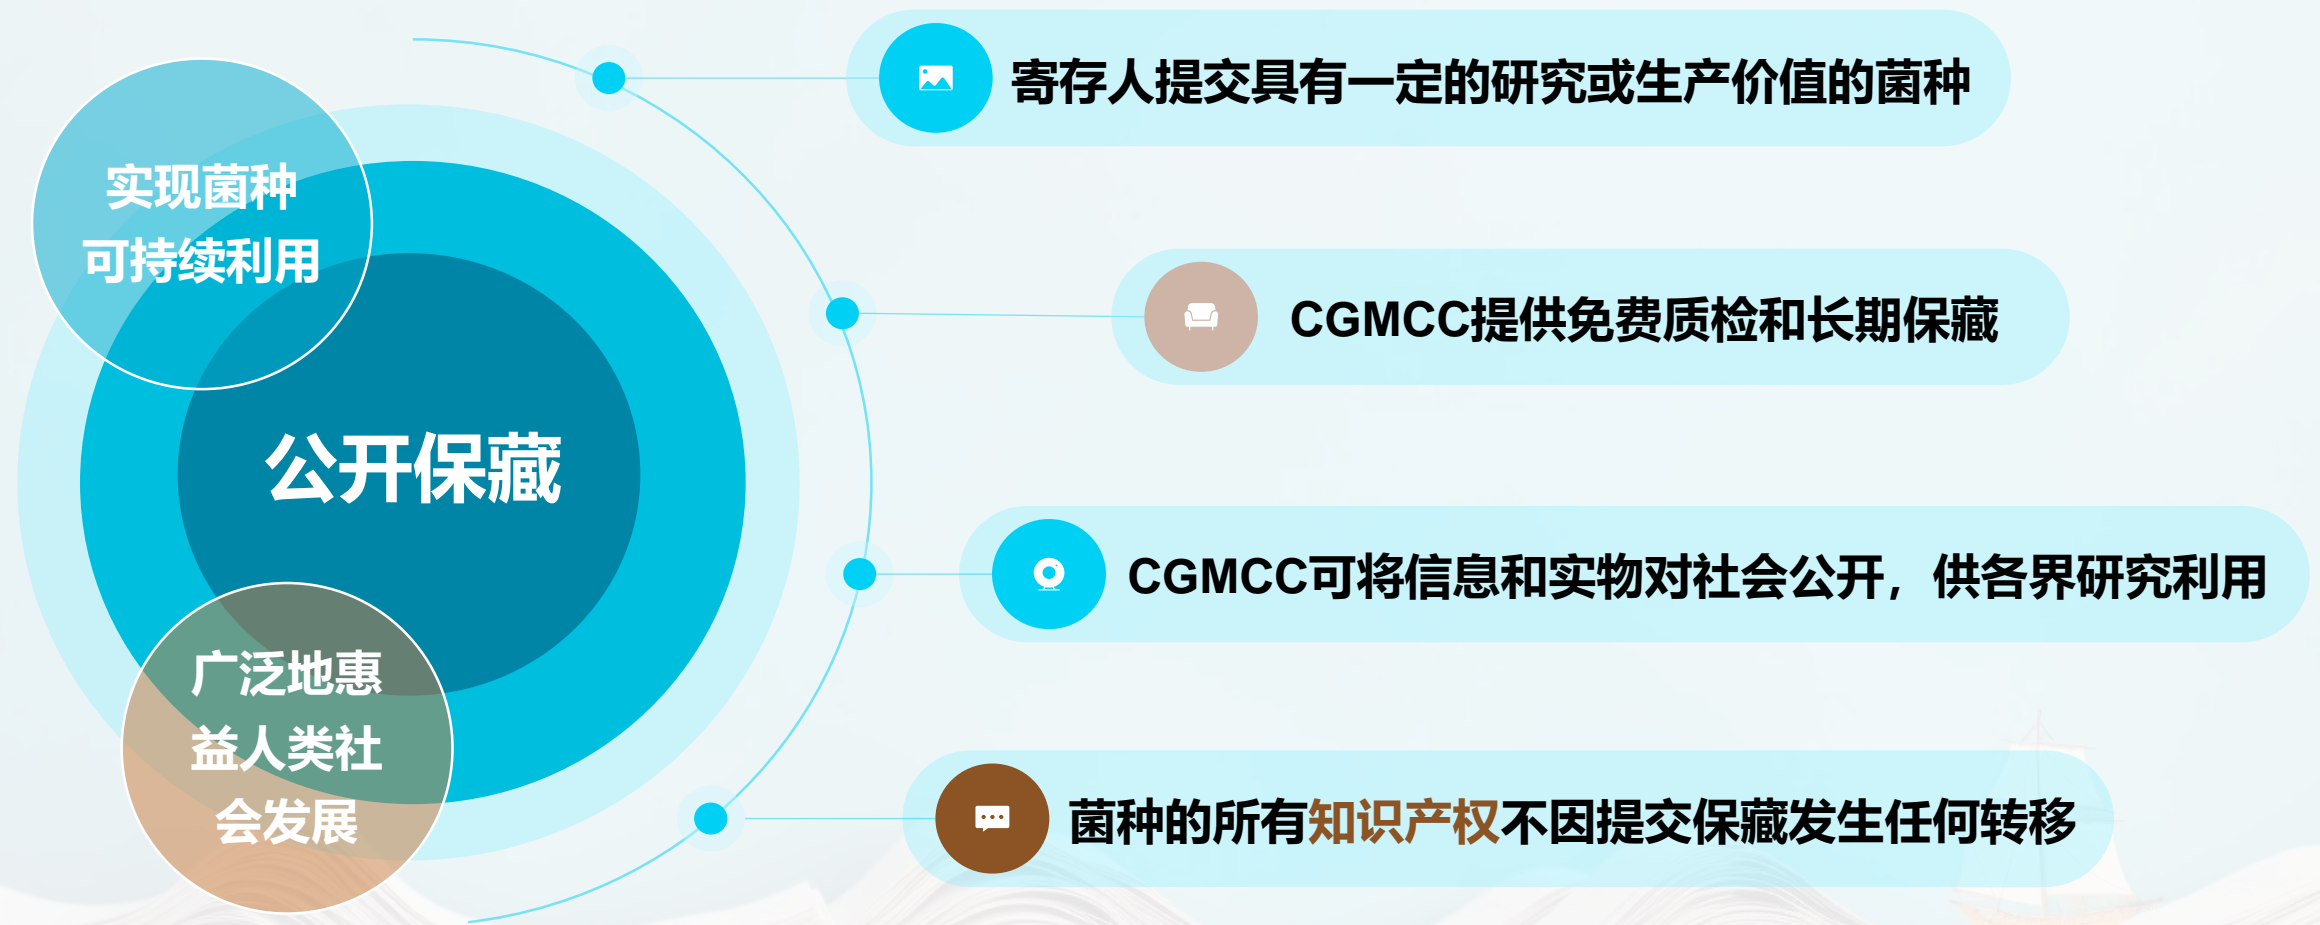 实现菌种
可持续利用
公开保藏
广泛地惠
益人类社
会发展
寄存人提交具有一定的研究或生产价值的菌种
CGMCC提供免费质检和长期保藏
CGMCC可将信息和实物对社会公开，供各界研究利用
菌种的所有知识产权不因提交保藏发生任何转移